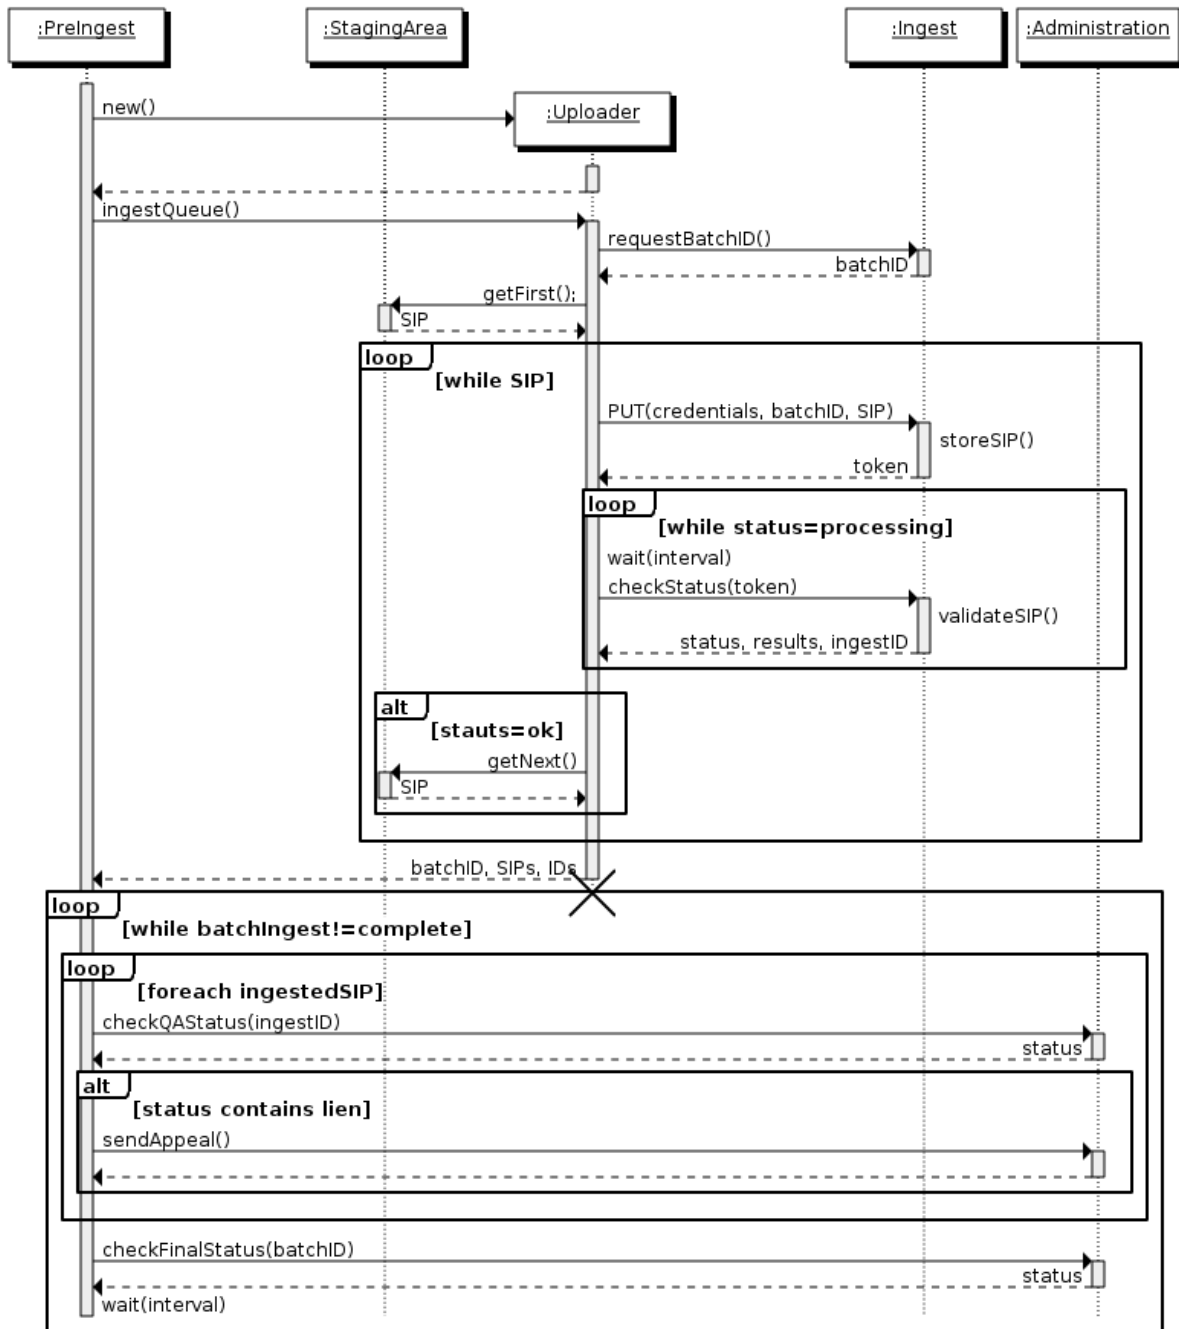 :PreIngest
:StagingArea
:Ingest
:Administration
new()
:Uploader
ingestQueue()
requestBatchID()
batchID
getFirst();
SIP
loop
[while SIP]
PUT(credentials, batchID, SIP)
storeSIP()
token
loop
[while status=processing]
wait(interval)
checkStatus(token)
validateSIP()
status, results, ingestID
alt
[stauts=ok]
getNext()
SIP
batchID, SIPs, IDs
loop
[while batchIngest!=complete]
loop
[foreach ingestedSIP]
checkQAStatus(ingestID)
status
alt
[status contains lien]
sendAppeal()
checkFinalStatus(batchID)
status
wait(interval)